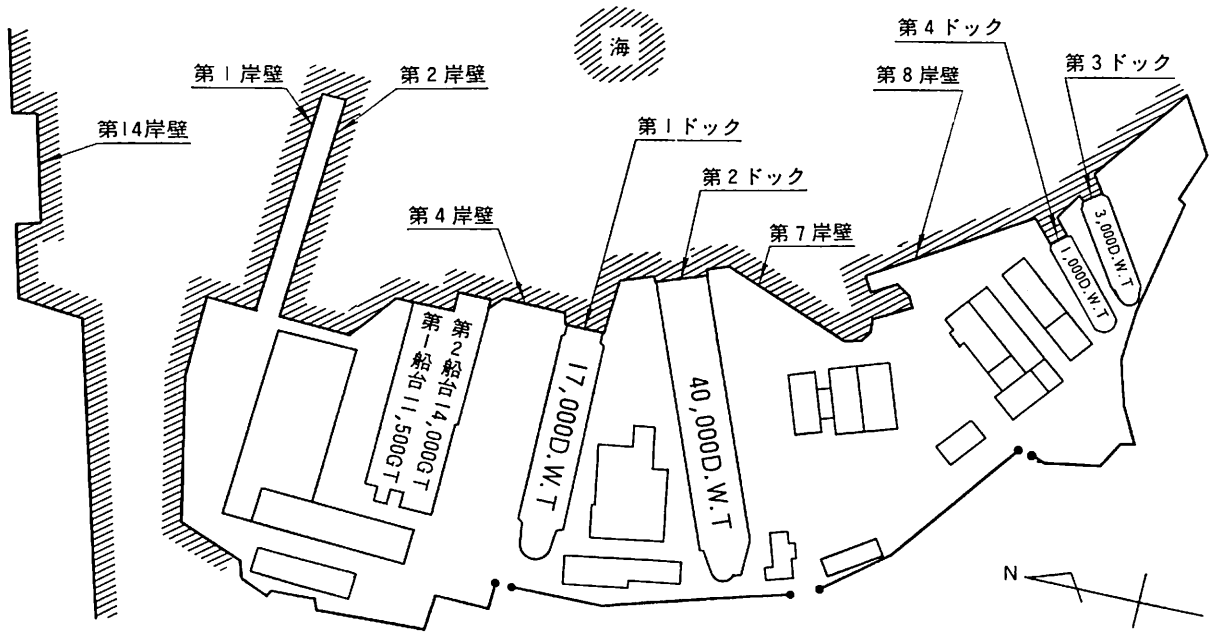 海
第4ドック
第3ドック
第1岸壁
第2岸壁
第8岸壁
第14岸壁
第1ドック
第2ドック
第4岸壁
第7岸壁
3,000D.W.T
1,000D.W.T
第2船台14,000GT
第1船台11,500GT
17,000D.W.T
40,000D.W.T
N